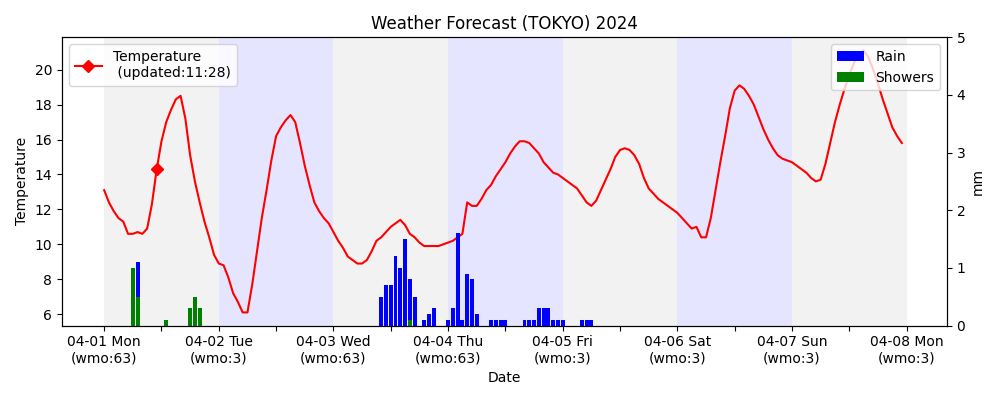 Weather Forecast (TOKYO) 2024
Temperature
(updated:11:28)
Rain
Showers
Temperature
20
18
16
14
12
10
8
6
5
4
3
2
1
0
mm
04-01 Mon 04-02 Tue 04-03 Wed 04-04 Thu 04-05 Fri 04-06 Sat 04-07 Sun 04-08 Mon
(wmo:63) (wmo:3) (wmo:63) (wmo:63) (wmo:3) (wmo:3) (wmo:3) (wmo:3)
Date